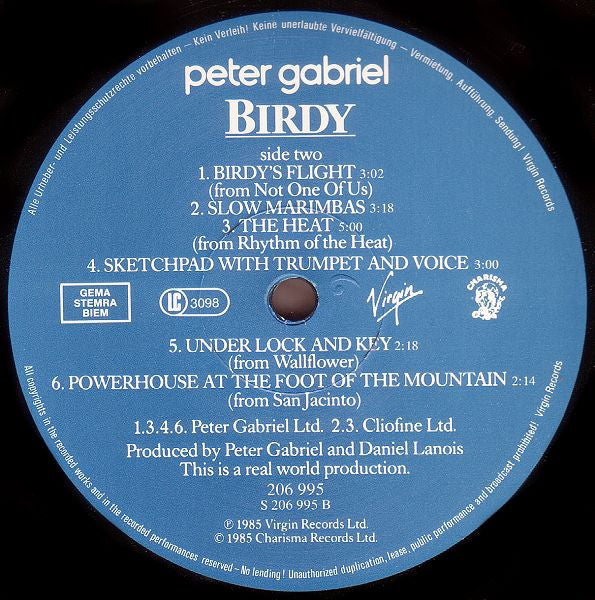 Alle Urheber- und Leistungsschutzrechte vorbehalten – Kein Verleih! Keine unerlaubte Vervielfältigung – Vermietung, Aufführung, Sendung! Virgin Records
peter gabriel
BIRDY
side two
1. BIRDY'S FLIGHT 3:02
(from Not One Of Us)
2. SLOW MARIMBAS 3:18
3. THE HEAT 5:00
(from Rhythm of the Heat)
4. SKETCHPAD WITH TRUMPET AND VOICE 3:00
GEMA
STEMRA
BIEM
LC 3098
Virgin
CHARISMA
5. UNDER LOCK AND KEY 2:18
(from Wallflower)
6. POWERHOUSE AT THE FOOT OF THE MOUNTAIN 2:14
(from San Jacinto)
1.3.4.6. Peter Gabriel Ltd. 2.3. Cliofine Ltd.
Produced by Peter Gabriel and Daniel Lanois
This is a real world production.
206 995
S 206 995 B
℗ 1985 Virgin Records Ltd.
© 1985 Charisma Records Ltd.
All copyrights in the recorded works and in the recorded performances reserved – No lending! Unauthorized duplication, lease, public performance and broadcast prohibited! Virgin Records